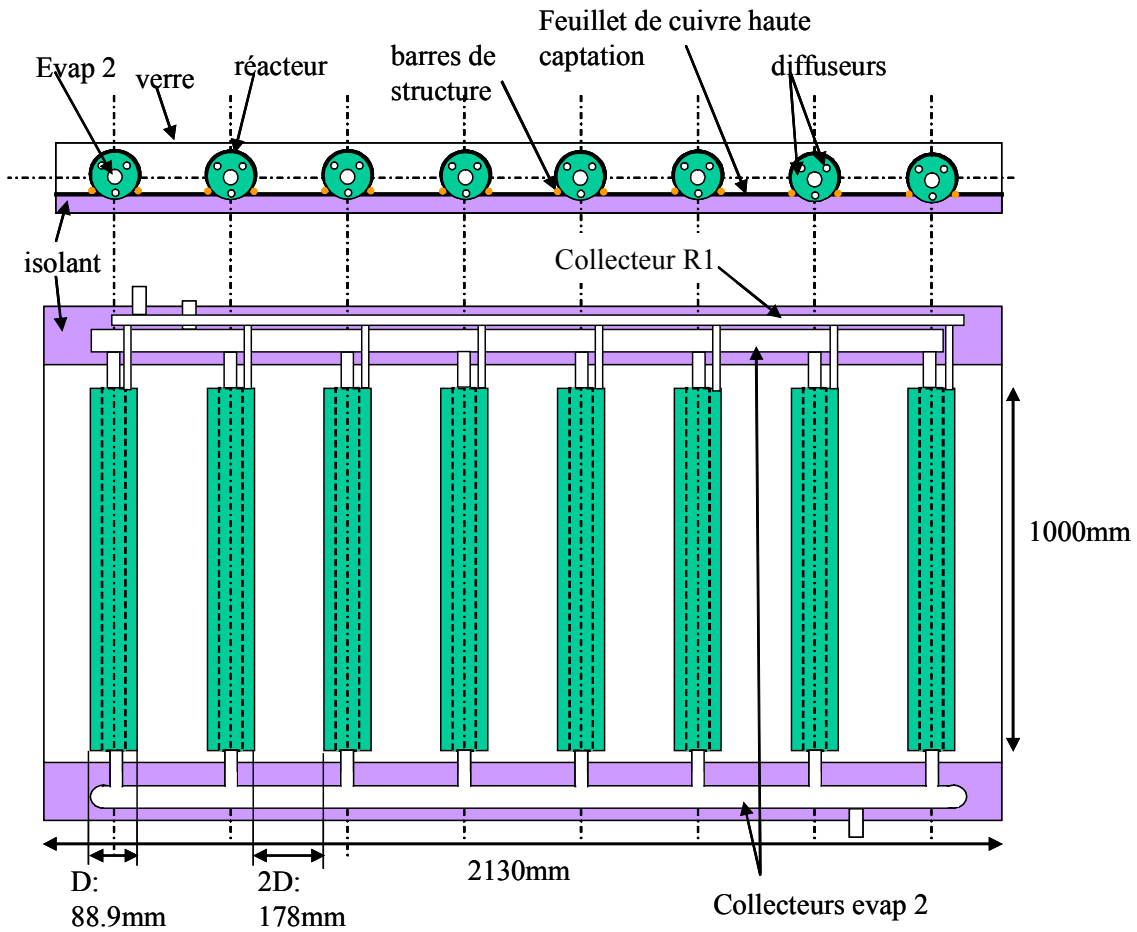 Feuillet de cuivre haute
captation
Evap 2
verre
réacteur
barres de
structure
diffuseurs
isolant
Collecteur R1
1000mm
2130mm
D:
88.9mm
2D:
178mm
Collecteurs evap 2